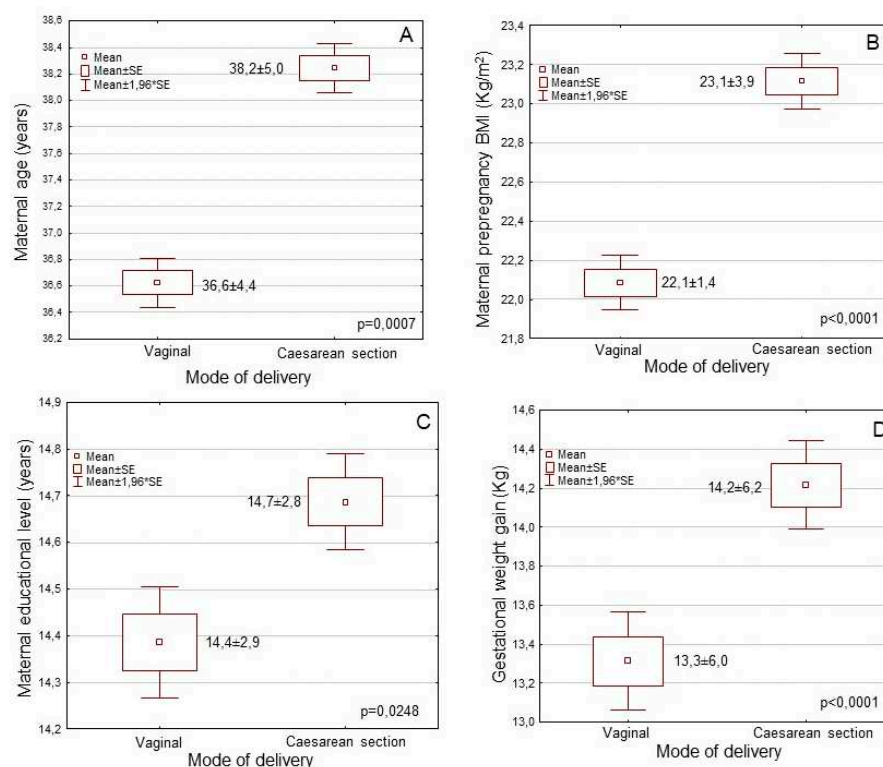 A
38,6
38,4
38,2
38,0
37,8
37,6
37,4
37,2
37,0
36,8
36,6
36,4
36,2
Maternal age (years)
Mean
Mean±SE
Mean±1,96*SE
38,2±5,0
36,6±4,4
p=0,0007
Vaginal
Caesarean section
Mode of delivery
B
23,4
23,2
23,0
22,8
22,6
22,4
22,2
22,0
21,8
Maternal prepregnancy BMI (Kg/m²)
Mean
Mean±SE
Mean±1,96*SE
23,1±3,9
22,1±1,4
p<0,0001
Vaginal
Caesarean section
Mode of delivery
C
14,9
14,8
14,7
14,6
14,5
14,4
14,3
14,2
Maternal educational level (years)
Mean
Mean±SE
Mean±1,96*SE
14,7±2,8
14,4±2,9
p=0,0248
Vaginal
Caesarean section
Mode of delivery
D
14,6
14,4
14,2
14,0
13,8
13,6
13,4
13,2
13,0
Gestational weight gain (Kg)
Mean
Mean±SE
Mean±1,96*SE
14,2±6,2
13,3±6,0
p<0,0001
Vaginal
Caesarean section
Mode of delivery